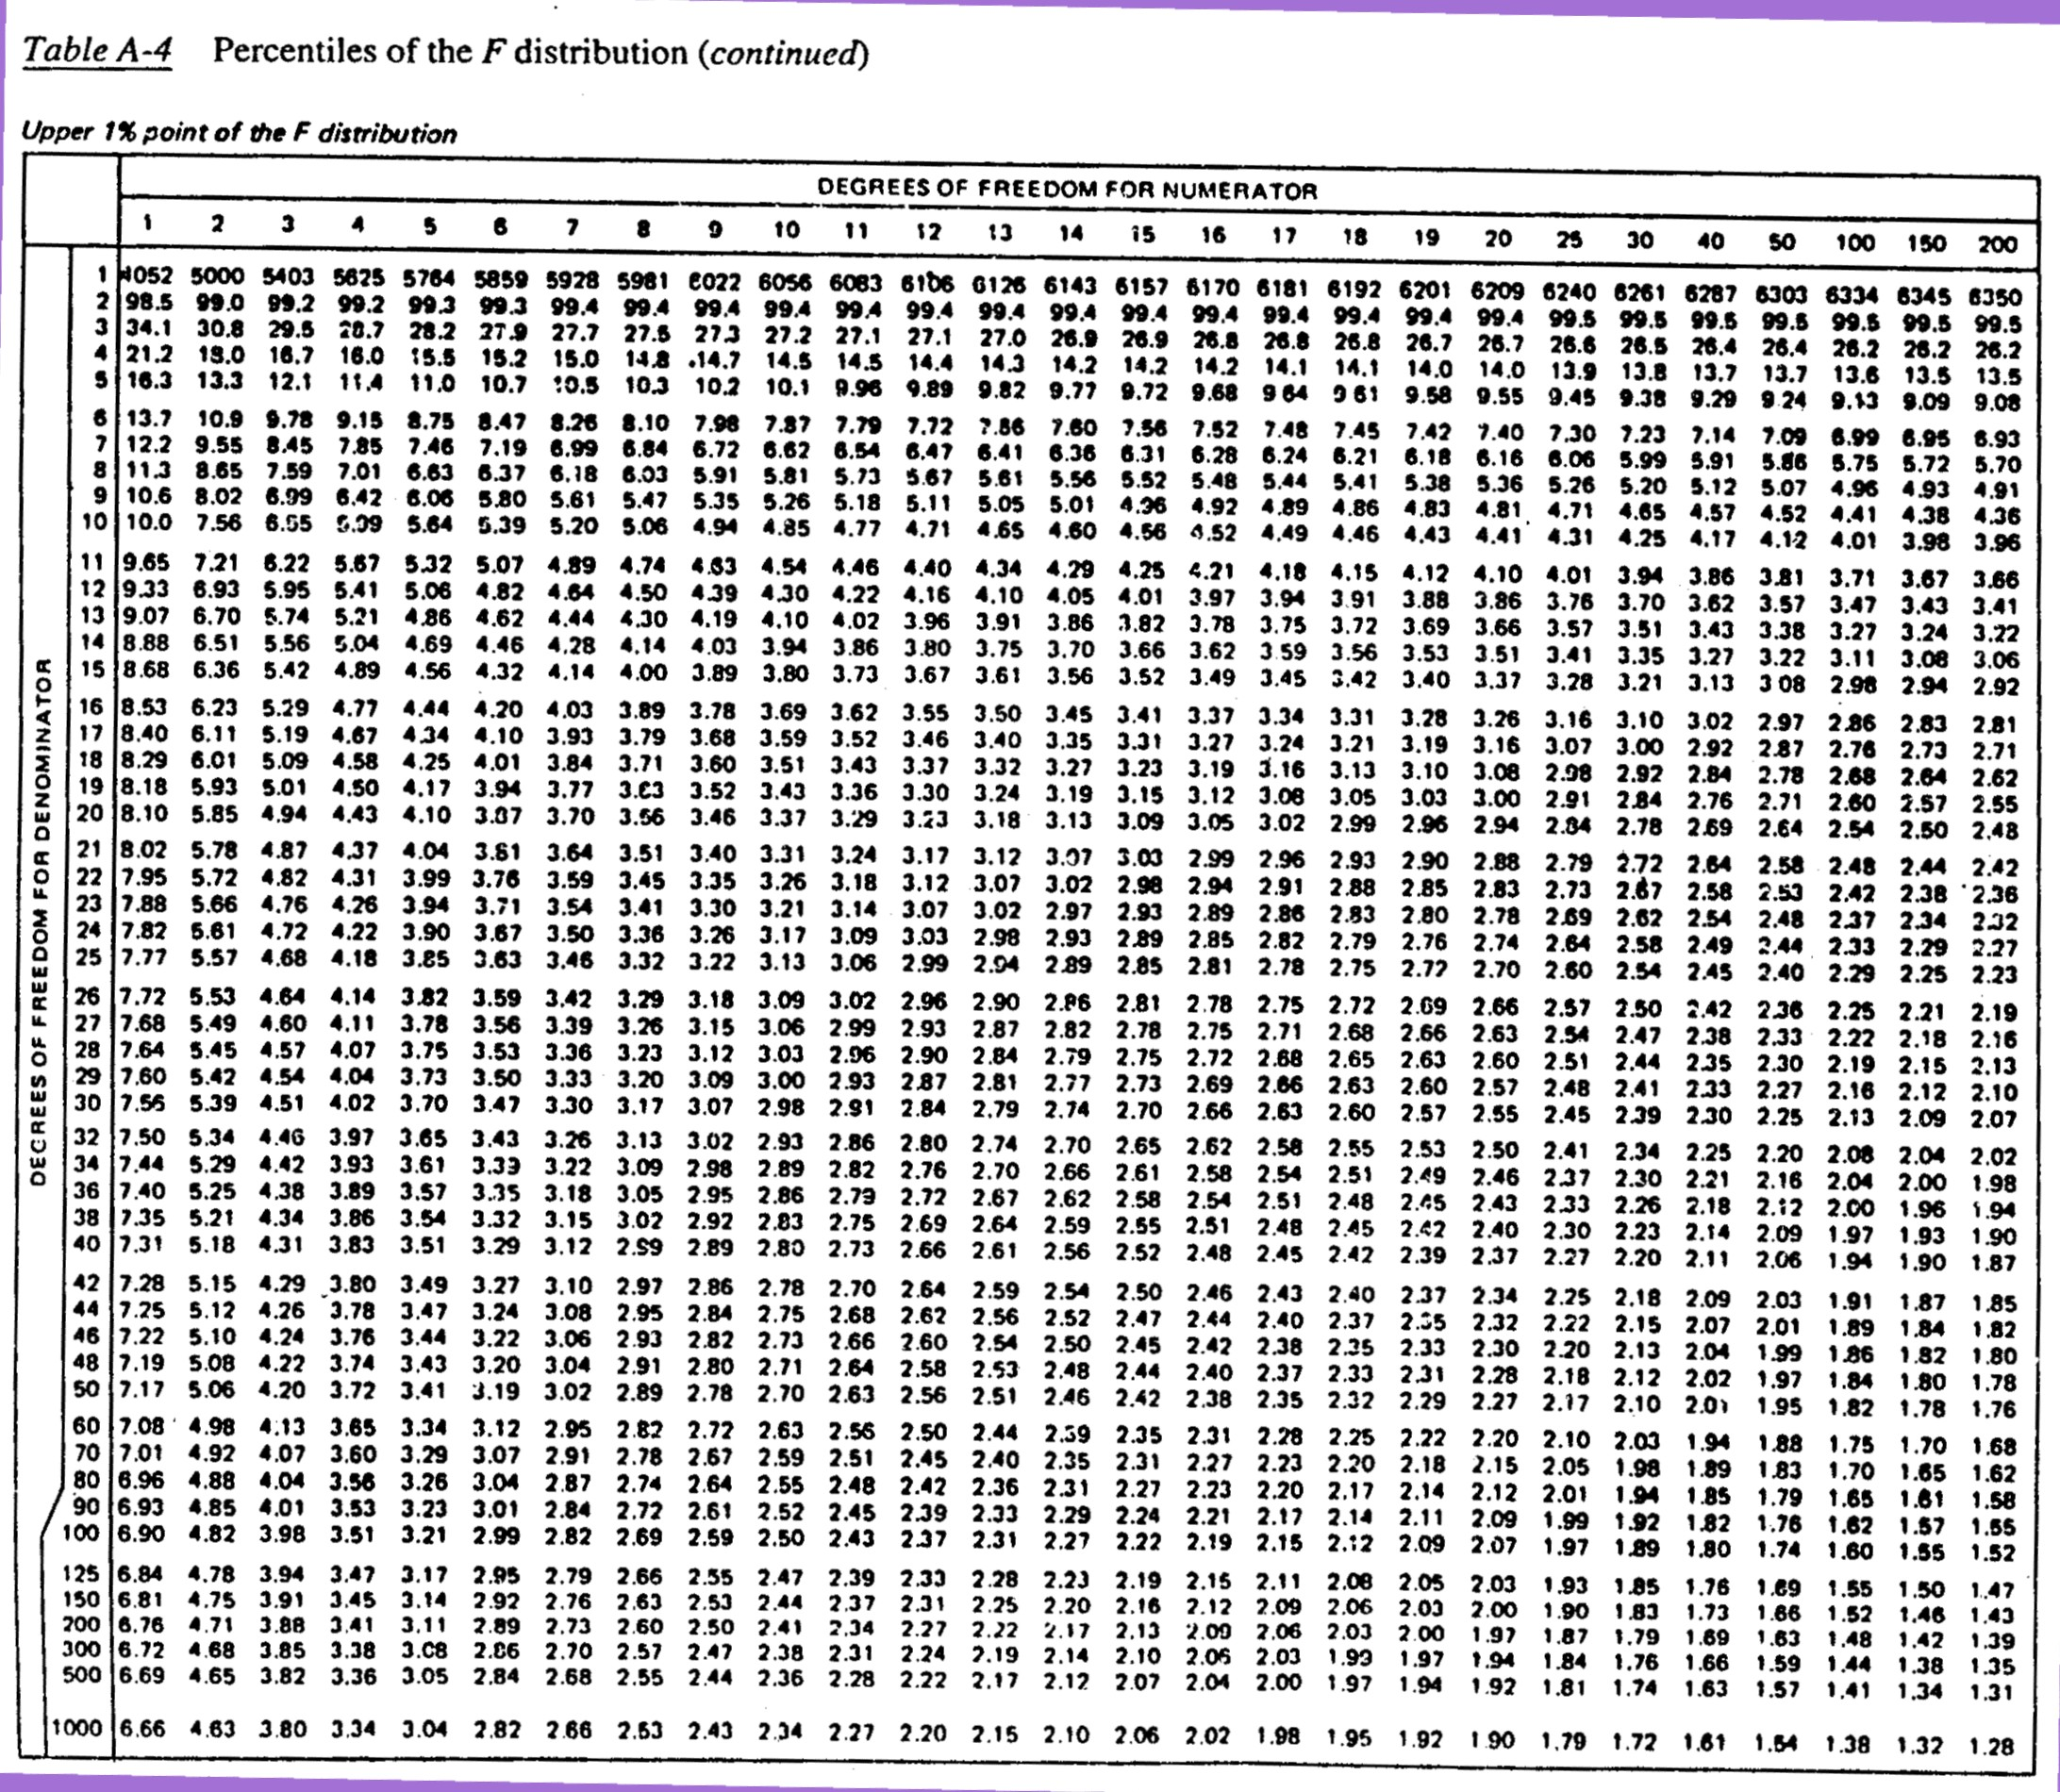 Table A-4 Percentiles of the F distribution (continued)
Upper 1% point of the F distribution
DEGREES OF FREEDOM FOR NUMERATOR
1 2 3 4 5 6 7 8 9 10 11 12 13 14 15 16 17 18 19 20 25 30 40 50 100 150 200
DECREES OF FREEDOM FOR DENOMINATOR
1 4052 5000 5403 5625 5764 5859 5928 5981 6022 6056 6083 6106 6126 6143 6157 6170 6181 6192 6201 6209 6240 6261 6287 6303 6334 6345 6350
2 98.5 99.0 99.2 99.2 99.3 99.3 99.4 99.4 99.4 99.4 99.4 99.4 99.4 99.4 99.4 99.4 99.4 99.4 99.4 99.4 99.5 99.5 99.5 99.5 99.5 99.5 99.5
3 34.1 30.8 29.5 28.7 28.2 27.9 27.7 27.5 27.3 27.2 27.1 27.1 27.0 26.9 26.9 26.8 26.8 26.8 26.7 26.7 26.6 26.5 26.4 26.4 26.2 26.2 26.2
4 21.2 18.0 16.7 16.0 15.5 15.2 15.0 14.8 14.7 14.5 14.5 14.4 14.3 14.2 14.2 14.2 14.1 14.1 14.0 14.0 13.9 13.8 13.7 13.7 13.6 13.5 13.5
5 16.3 13.3 12.1 11.4 11.0 10.7 10.5 10.3 10.2 10.1 9.96 9.89 9.82 9.77 9.72 9.68 9.64 9.61 9.58 9.55 9.45 9.38 9.29 9.24 9.13 9.09 9.08
6 13.7 10.9 9.78 9.15 8.75 8.47 8.26 8.10 7.98 7.87 7.79 7.72 7.86 7.60 7.56 7.52 7.48 7.45 7.42 7.40 7.30 7.23 7.14 7.09 6.99 6.95 6.93
7 12.2 9.55 8.45 7.85 7.46 7.19 6.99 6.84 6.72 6.62 6.54 6.47 6.41 6.36 6.31 6.28 6.24 6.21 6.18 6.16 6.06 5.99 5.91 5.86 5.75 5.72 5.70
8 11.3 8.65 7.59 7.01 6.63 6.37 6.18 6.03 5.91 5.81 5.73 5.67 5.61 5.56 5.52 5.48 5.44 5.41 5.38 5.36 5.26 5.20 5.12 5.07 4.96 4.93 4.91
9 10.6 8.02 6.99 6.42 6.06 5.80 5.61 5.47 5.35 5.26 5.18 5.11 5.05 5.01 4.96 4.92 4.89 4.86 4.83 4.81 4.71 4.65 4.57 4.52 4.41 4.38 4.36
10 10.0 7.56 6.55 5.99 5.64 5.39 5.20 5.06 4.94 4.85 4.77 4.71 4.65 4.60 4.56 4.52 4.49 4.46 4.43 4.41 4.31 4.25 4.17 4.12 4.01 3.98 3.96
11 9.65 7.21 6.22 5.67 5.32 5.07 4.89 4.74 4.63 4.54 4.46 4.40 4.34 4.29 4.25 4.21 4.18 4.15 4.12 4.10 4.01 3.94 3.86 3.81 3.71 3.67 3.66
12 9.33 6.93 5.95 5.41 5.06 4.82 4.64 4.50 4.39 4.30 4.22 4.16 4.10 4.05 4.01 3.97 3.94 3.91 3.88 3.86 3.76 3.70 3.62 3.57 3.47 3.43 3.41
13 9.07 6.70 5.74 5.21 4.86 4.62 4.44 4.30 4.19 4.10 4.02 3.96 3.91 3.86 3.82 3.78 3.75 3.72 3.69 3.66 3.57 3.51 3.43 3.38 3.27 3.24 3.22
14 8.88 6.51 5.56 5.04 4.69 4.46 4.28 4.14 4.03 3.94 3.86 3.80 3.75 3.70 3.66 3.62 3.59 3.56 3.53 3.51 3.41 3.35 3.27 3.22 3.11 3.08 3.06
15 8.68 6.36 5.42 4.89 4.56 4.32 4.14 4.00 3.89 3.80 3.73 3.67 3.61 3.56 3.52 3.49 3.45 3.42 3.40 3.37 3.28 3.21 3.13 3.08 2.98 2.94 2.92
16 8.53 6.23 5.29 4.77 4.44 4.20 4.03 3.89 3.78 3.69 3.62 3.55 3.50 3.45 3.41 3.37 3.34 3.31 3.28 3.26 3.16 3.10 3.02 2.97 2.86 2.83 2.81
17 8.40 6.11 5.19 4.67 4.34 4.10 3.93 3.79 3.68 3.59 3.52 3.46 3.40 3.35 3.31 3.27 3.24 3.21 3.19 3.16 3.07 3.00 2.92 2.87 2.76 2.73 2.71
18 8.29 6.01 5.09 4.58 4.25 4.01 3.84 3.71 3.60 3.51 3.43 3.37 3.32 3.27 3.23 3.19 3.16 3.13 3.10 3.08 2.98 2.92 2.84 2.78 2.68 2.64 2.62
19 8.18 5.93 5.01 4.50 4.17 3.94 3.77 3.63 3.52 3.43 3.36 3.30 3.24 3.19 3.15 3.12 3.08 3.05 3.03 3.00 2.91 2.84 2.76 2.71 2.60 2.57 2.55
20 8.10 5.85 4.94 4.43 4.10 3.87 3.70 3.56 3.46 3.37 3.29 3.23 3.18 3.13 3.09 3.05 3.02 2.99 2.96 2.94 2.84 2.78 2.69 2.64 2.54 2.50 2.48
21 8.02 5.78 4.87 4.37 4.04 3.81 3.64 3.51 3.40 3.31 3.24 3.17 3.12 3.07 3.03 2.99 2.96 2.93 2.90 2.88 2.79 2.72 2.64 2.58 2.48 2.44 2.42
22 7.95 5.72 4.82 4.31 3.99 3.76 3.59 3.45 3.35 3.26 3.18 3.12 3.07 3.02 2.98 2.94 2.91 2.88 2.85 2.83 2.73 2.67 2.58 2.53 2.42 2.38 2.36
23 7.88 5.66 4.76 4.26 3.94 3.71 3.54 3.41 3.30 3.21 3.14 3.07 3.02 2.97 2.93 2.89 2.86 2.83 2.80 2.78 2.69 2.62 2.54 2.48 2.37 2.34 2.32
24 7.82 5.61 4.72 4.22 3.90 3.67 3.50 3.36 3.26 3.17 3.09 3.03 2.98 2.93 2.89 2.85 2.82 2.79 2.76 2.74 2.64 2.58 2.49 2.44 2.33 2.29 2.27
25 7.77 5.57 4.68 4.18 3.85 3.63 3.46 3.32 3.22 3.13 3.06 2.99 2.94 2.89 2.85 2.81 2.78 2.75 2.72 2.70 2.60 2.54 2.45 2.40 2.29 2.25 2.23
26 7.72 5.53 4.64 4.14 3.82 3.59 3.42 3.29 3.18 3.09 3.02 2.96 2.90 2.86 2.81 2.78 2.75 2.72 2.69 2.66 2.57 2.50 2.42 2.36 2.25 2.21 2.19
27 7.68 5.49 4.60 4.11 3.78 3.56 3.39 3.26 3.15 3.06 2.99 2.93 2.87 2.82 2.78 2.75 2.71 2.68 2.66 2.63 2.54 2.47 2.38 2.33 2.22 2.18 2.16
28 7.64 5.45 4.57 4.07 3.75 3.53 3.36 3.23 3.12 3.03 2.96 2.90 2.84 2.79 2.75 2.72 2.68 2.65 2.63 2.60 2.51 2.44 2.35 2.30 2.19 2.15 2.13
29 7.60 5.42 4.54 4.04 3.73 3.50 3.33 3.20 3.09 3.00 2.93 2.87 2.81 2.77 2.73 2.69 2.66 2.63 2.60 2.57 2.48 2.41 2.33 2.27 2.16 2.12 2.10
30 7.56 5.39 4.51 4.02 3.70 3.47 3.30 3.17 3.07 2.98 2.91 2.84 2.79 2.74 2.70 2.66 2.63 2.60 2.57 2.55 2.45 2.39 2.30 2.25 2.13 2.09 2.07
32 7.50 5.34 4.46 3.97 3.65 3.43 3.26 3.13 3.02 2.93 2.86 2.80 2.74 2.70 2.65 2.62 2.58 2.55 2.53 2.50 2.41 2.34 2.25 2.20 2.08 2.04 2.02
34 7.44 5.29 4.42 3.93 3.61 3.39 3.22 3.09 2.98 2.89 2.82 2.76 2.70 2.66 2.61 2.58 2.54 2.51 2.49 2.46 2.37 2.30 2.21 2.16 2.04 2.00 1.98
36 7.40 5.25 4.38 3.89 3.57 3.35 3.18 3.05 2.95 2.86 2.79 2.72 2.67 2.62 2.58 2.54 2.51 2.48 2.45 2.43 2.33 2.26 2.18 2.12 2.00 1.96 1.94
38 7.35 5.21 4.34 3.86 3.54 3.32 3.15 3.02 2.92 2.83 2.75 2.69 2.64 2.59 2.55 2.51 2.48 2.45 2.42 2.40 2.30 2.23 2.14 2.09 1.97 1.93 1.90
40 7.31 5.18 4.31 3.83 3.51 3.29 3.12 2.99 2.89 2.80 2.73 2.66 2.61 2.56 2.52 2.48 2.45 2.42 2.39 2.37 2.27 2.20 2.11 2.06 1.94 1.90 1.87
42 7.28 5.15 4.29 3.80 3.49 3.27 3.10 2.97 2.86 2.78 2.70 2.64 2.59 2.54 2.50 2.46 2.43 2.40 2.37 2.34 2.25 2.18 2.09 2.03 1.91 1.87 1.85
44 7.25 5.12 4.26 3.78 3.47 3.24 3.08 2.95 2.84 2.75 2.68 2.62 2.56 2.52 2.47 2.44 2.40 2.37 2.35 2.32 2.22 2.15 2.07 2.01 1.89 1.84 1.82
46 7.22 5.10 4.24 3.76 3.44 3.22 3.06 2.93 2.82 2.73 2.66 2.60 2.54 2.50 2.45 2.42 2.38 2.35 2.33 2.30 2.20 2.13 2.04 1.99 1.86 1.82 1.80
48 7.19 5.08 4.22 3.74 3.43 3.20 3.04 2.91 2.80 2.71 2.64 2.58 2.53 2.48 2.44 2.40 2.37 2.33 2.31 2.28 2.18 2.12 2.02 1.97 1.84 1.80 1.78
50 7.17 5.06 4.20 3.72 3.41 3.19 3.02 2.89 2.78 2.70 2.63 2.56 2.51 2.46 2.42 2.38 2.35 2.32 2.29 2.27 2.17 2.10 2.01 1.95 1.82 1.78 1.76
60 7.08 4.98 4.13 3.65 3.34 3.12 2.95 2.82 2.72 2.63 2.56 2.50 2.44 2.39 2.35 2.31 2.28 2.25 2.22 2.20 2.10 2.03 1.94 1.88 1.75 1.70 1.68
70 7.01 4.92 4.07 3.60 3.29 3.07 2.91 2.78 2.67 2.59 2.51 2.45 2.40 2.35 2.31 2.27 2.23 2.20 2.18 2.15 2.05 1.98 1.89 1.83 1.70 1.65 1.62
80 6.96 4.88 4.04 3.56 3.26 3.04 2.87 2.74 2.64 2.55 2.48 2.42 2.36 2.31 2.27 2.23 2.20 2.17 2.14 2.12 2.01 1.94 1.85 1.79 1.65 1.61 1.58
90 6.93 4.85 4.01 3.53 3.23 3.01 2.84 2.72 2.61 2.52 2.45 2.39 2.33 2.29 2.24 2.21 2.17 2.14 2.11 2.09 1.99 1.92 1.82 1.76 1.62 1.57 1.55
100 6.90 4.82 3.98 3.51 3.21 2.99 2.82 2.69 2.59 2.50 2.43 2.37 2.31 2.27 2.22 2.19 2.15 2.12 2.09 2.07 1.97 1.89 1.80 1.74 1.60 1.55 1.52
125 6.84 4.78 3.94 3.47 3.17 2.95 2.79 2.66 2.55 2.47 2.39 2.33 2.28 2.23 2.19 2.15 2.11 2.08 2.05 2.03 1.93 1.85 1.76 1.69 1.55 1.50 1.47
150 6.81 4.75 3.91 3.45 3.14 2.92 2.76 2.63 2.53 2.44 2.37 2.31 2.25 2.20 2.16 2.12 2.09 2.06 2.03 2.00 1.90 1.83 1.73 1.66 1.52 1.46 1.43
200 6.76 4.71 3.88 3.41 3.11 2.89 2.73 2.60 2.50 2.41 2.34 2.27 2.22 2.17 2.13 2.09 2.06 2.03 2.00 1.97 1.87 1.79 1.69 1.63 1.48 1.42 1.39
300 6.72 4.68 3.85 3.38 3.08 2.86 2.70 2.57 2.47 2.38 2.31 2.24 2.19 2.14 2.10 2.06 2.03 1.99 1.97 1.94 1.84 1.76 1.66 1.59 1.44 1.38 1.35
500 6.69 4.65 3.82 3.36 3.05 2.84 2.68 2.55 2.44 2.36 2.28 2.22 2.17 2.12 2.07 2.04 2.00 1.97 1.94 1.92 1.81 1.74 1.63 1.57 1.41 1.34 1.31
1000 6.66 4.63 3.80 3.34 3.04 2.82 2.66 2.53 2.43 2.34 2.27 2.20 2.15 2.10 2.06 2.02 1.98 1.95 1.92 1.90 1.79 1.72 1.61 1.54 1.38 1.32 1.28